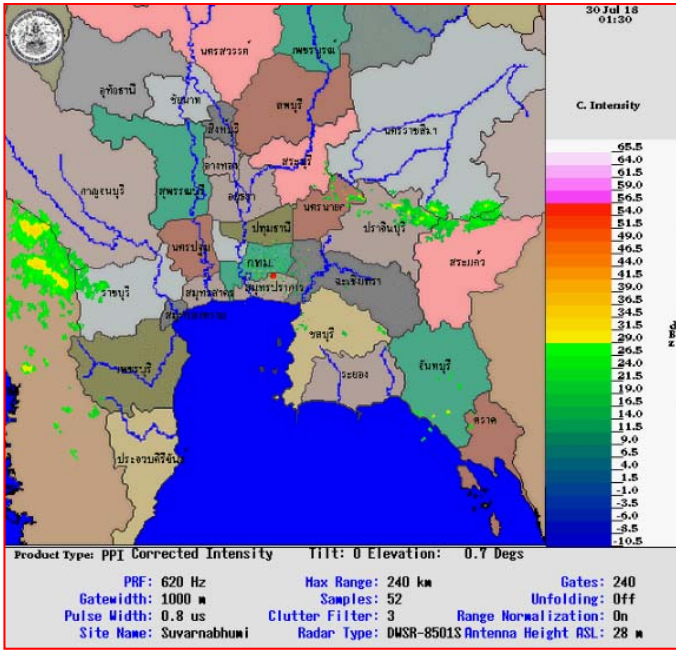 30 Jul 18
01:30
C. Intensity
65.5
64.0
61.5
59.0
56.5
54.0
51.5
49.0
46.5
44.0
41.5
39.0
36.5
34.0
31.5
29.0
26.5
24.0
21.5
19.0
16.5
14.0
11.5
9.0
6.5
4.0
1.5
-1.0
-3.5
-6.0
-8.5
-10.5
นครสวรรค์
เพชรบูรณ์
อุทัยธานี
ชัยนาท
ลพบุรี
นครราชสีมา
สิงห์บุรี
สระบุรี
อ่างทอง
กาญจนบุรี
สุพรรณบุรี
อยุธยา
นครนายก
ปทุมธานี
ปราจีนบุรี
นครปฐม
กทม.
สระแก้ว
ฉะเชิงเทรา
ราชบุรี
สมุทรสาคร
สมุทรปราการ
ชลบุรี
เพชรบุรี
ระยอง
จันทบุรี
ตราด
ประจวบคีรีขันธ์
Product Type: PPI Corrected Intensity Tilt: 0 Elevation: 0.7 Degs
PRF: 620 Hz Max Range: 240 km Gates: 240
Gatewidth: 1000 m Samples: 52 Unfolding: Off
Pulse Width: 0.8 us Clutter Filter: 3 Range Normalization: On
Site Name: Suvarnabhumi Radar Type: DWSR-8501S Antenna Height ASL: 28 m